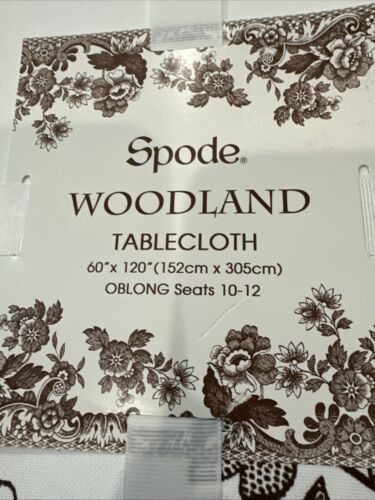 Spode®
WOODLAND
TABLECLOTH
60"x 120"(152cm x 305cm)
OBLONG Seats 10-12